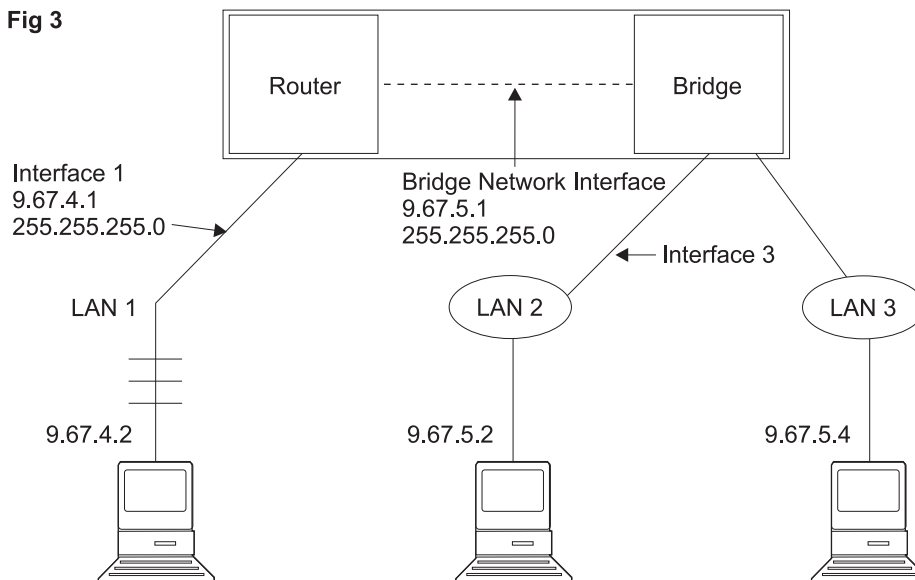 Fig 3
Router
Bridge
Interface 1
9.67.4.1
255.255.255.0
Bridge Network Interface
9.67.5.1
255.255.255.0
Interface 3
LAN 1
LAN 2
LAN 3
9.67.4.2
9.67.5.2
9.67.5.4